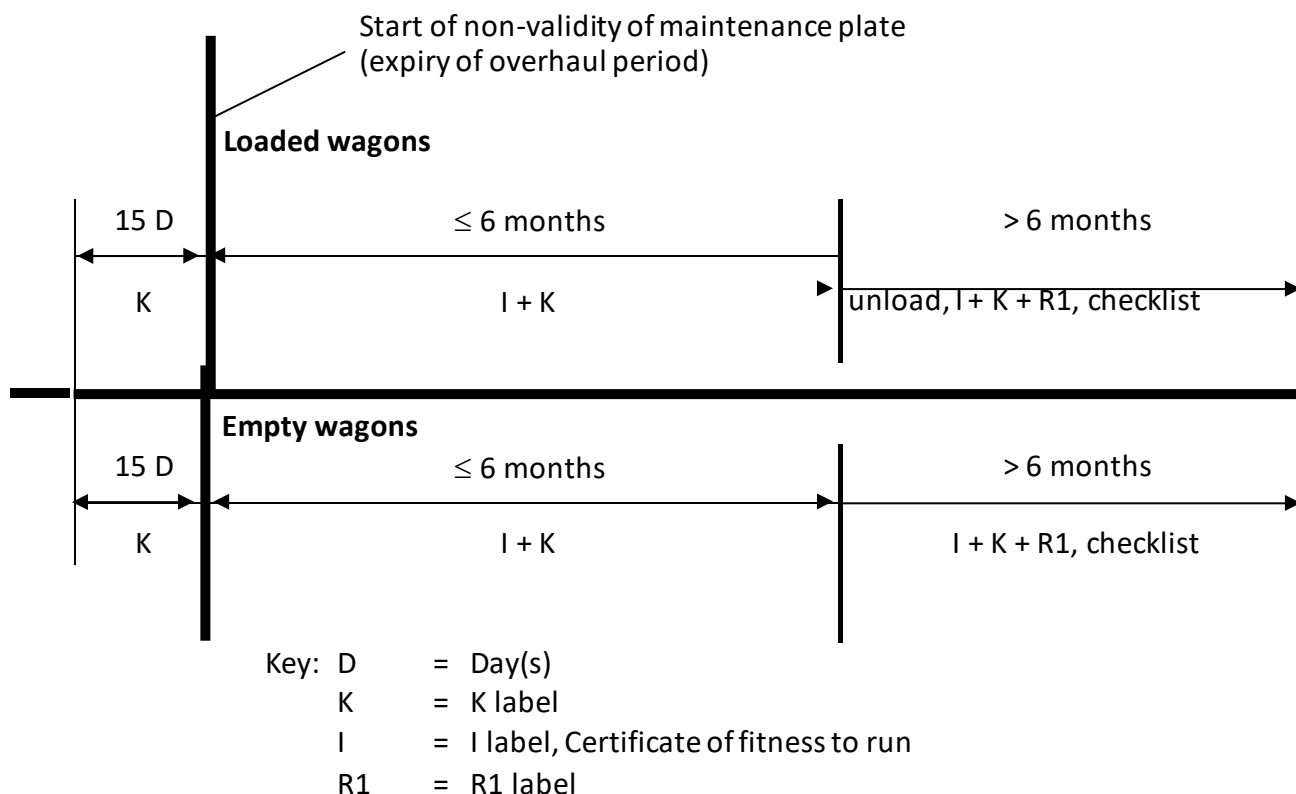 Start of non-validity of maintenance plate
(expiry of overhaul period)
Loaded wagons
15 D ≤ 6 months > 6 months
K I + K unload, I + K + R1, checklist
Empty wagons
15 D ≤ 6 months > 6 months
K I + K I + K + R1, checklist
Key: D = Day(s)
K = K label
I = I label, Certificate of fitness to run
R1 = R1 label